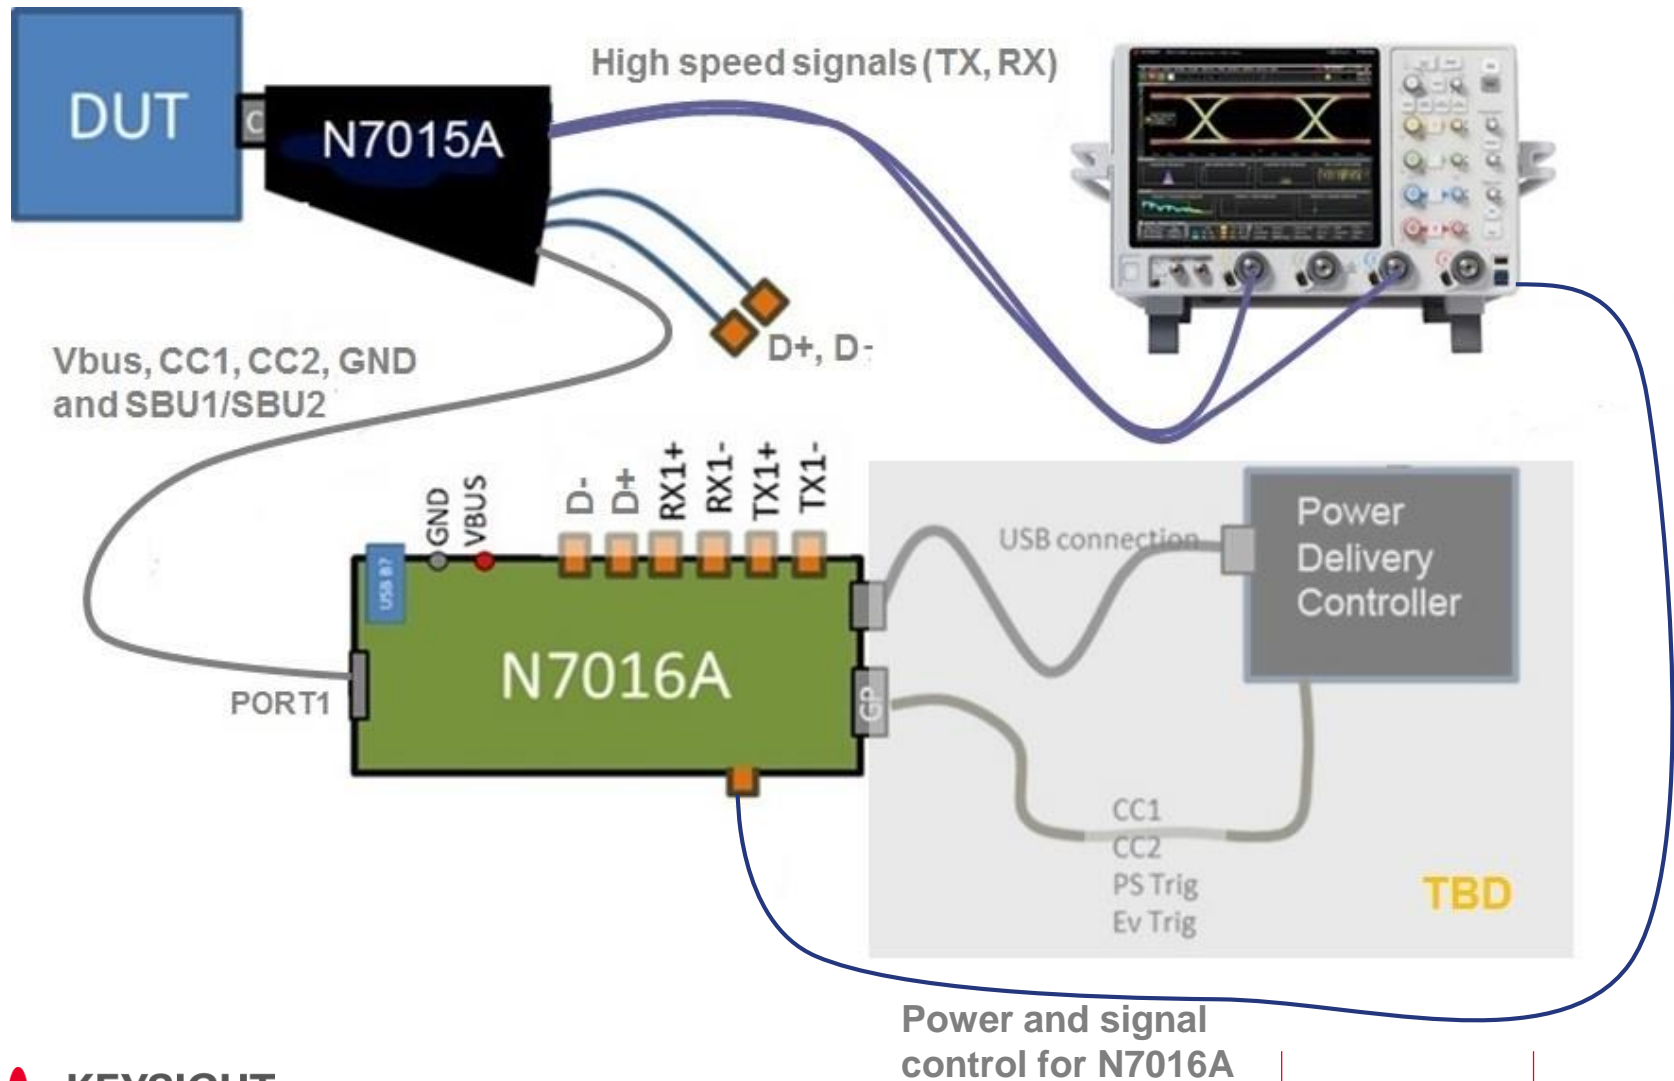 High speed signals (TX, RX)
DUT
C
N7015A
D+, D-
Vbus, CC1, CC2, GND
and SBU1/SBU2
GND
VBUS
D-
D+
RX1+
RX1-
TX1+
TX1-
USB connection
Power
Delivery
Controller
N7016A
PORT1
GP
CC1
CC2
PS Trig
Ev Trig
TBD
Power and signal
control for N7016A
KEYSIGHT